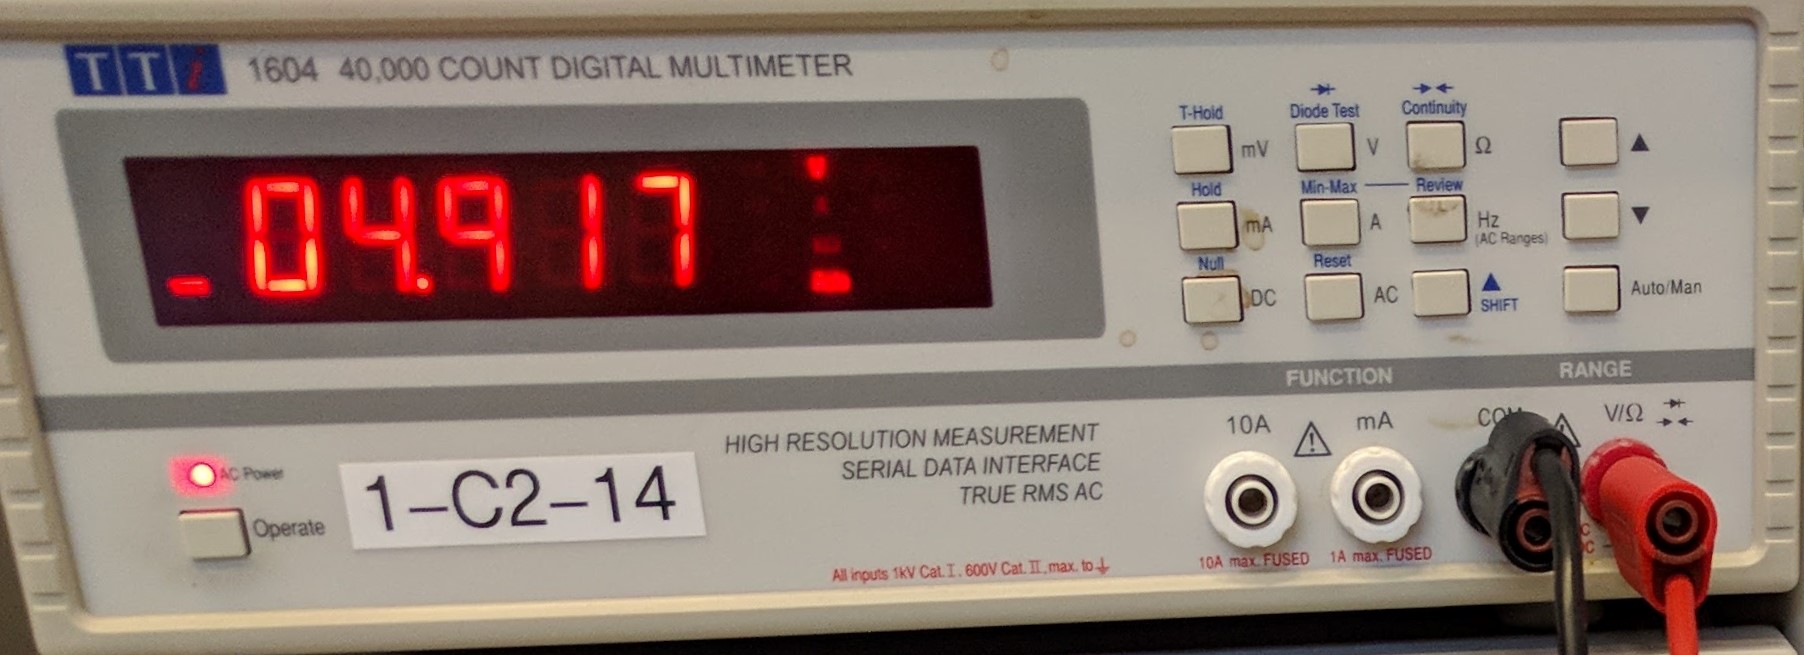 TTi 1604 40,000 COUNT DIGITAL MULTIMETER
-04.917
T-Hold Diode Test Continuity
mV V Ω ▲
Hold Min-Max Review
mA A Hz ▼
(AC Ranges)
Null Reset
DC AC ▲ SHIFT Auto/Man
FUNCTION RANGE
HIGH RESOLUTION MEASUREMENT
SERIAL DATA INTERFACE
TRUE RMS AC
AC Power
Operate
1-C2-14
10A mA COM V/Ω
10A max. FUSED 1A max. FUSED
All inputs 1kV Cat. I, 600V Cat. II, max. to ⏚